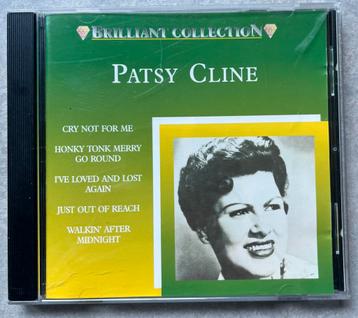 BRILLIANT COLLECTION
PATSY CLINE
CRY NOT FOR ME
HONKY TONK MERRY
GO ROUND
I'VE LOVED AND LOST
AGAIN
JUST OUT OF REACH
WALKIN' AFTER
MIDNIGHT